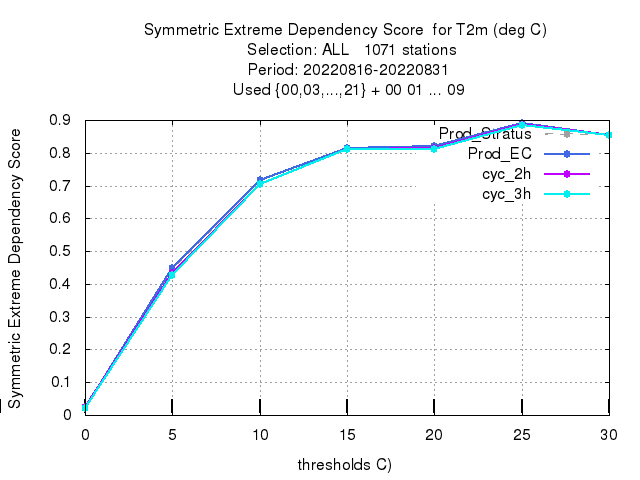 Symmetric Extreme Dependency Score  for T2m (deg C)
Selection: ALL   1071 stations
Period: 20220816-20220831
Used {00,03,...,21} + 00 01 ... 09
Symmetric Extreme Dependency Score
0.9
0.8
0.7
0.6
0.5
0.4
0.3
0.2
0.1
0
Prod_Stratus
Prod_EC
cyc_2h
cyc_3h
0 5 10 15 20 25 30
thresholds C)